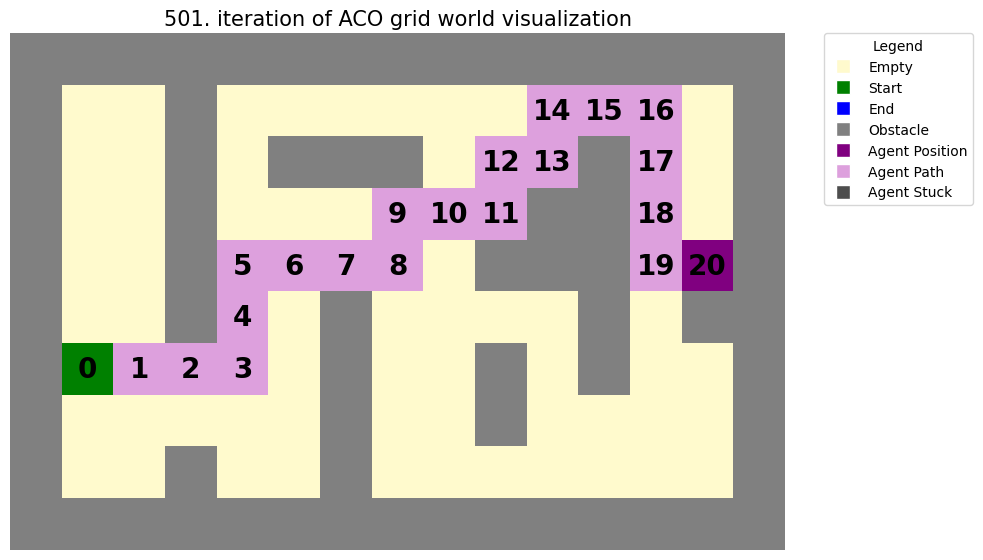 501. iteration of ACO grid world visualization
14 15 16
12 13 17
9 10 11 18
5 6 7 8 19 20
4
0 1 2 3
Legend
Empty
Start
End
Obstacle
Agent Position
Agent Path
Agent Stuck